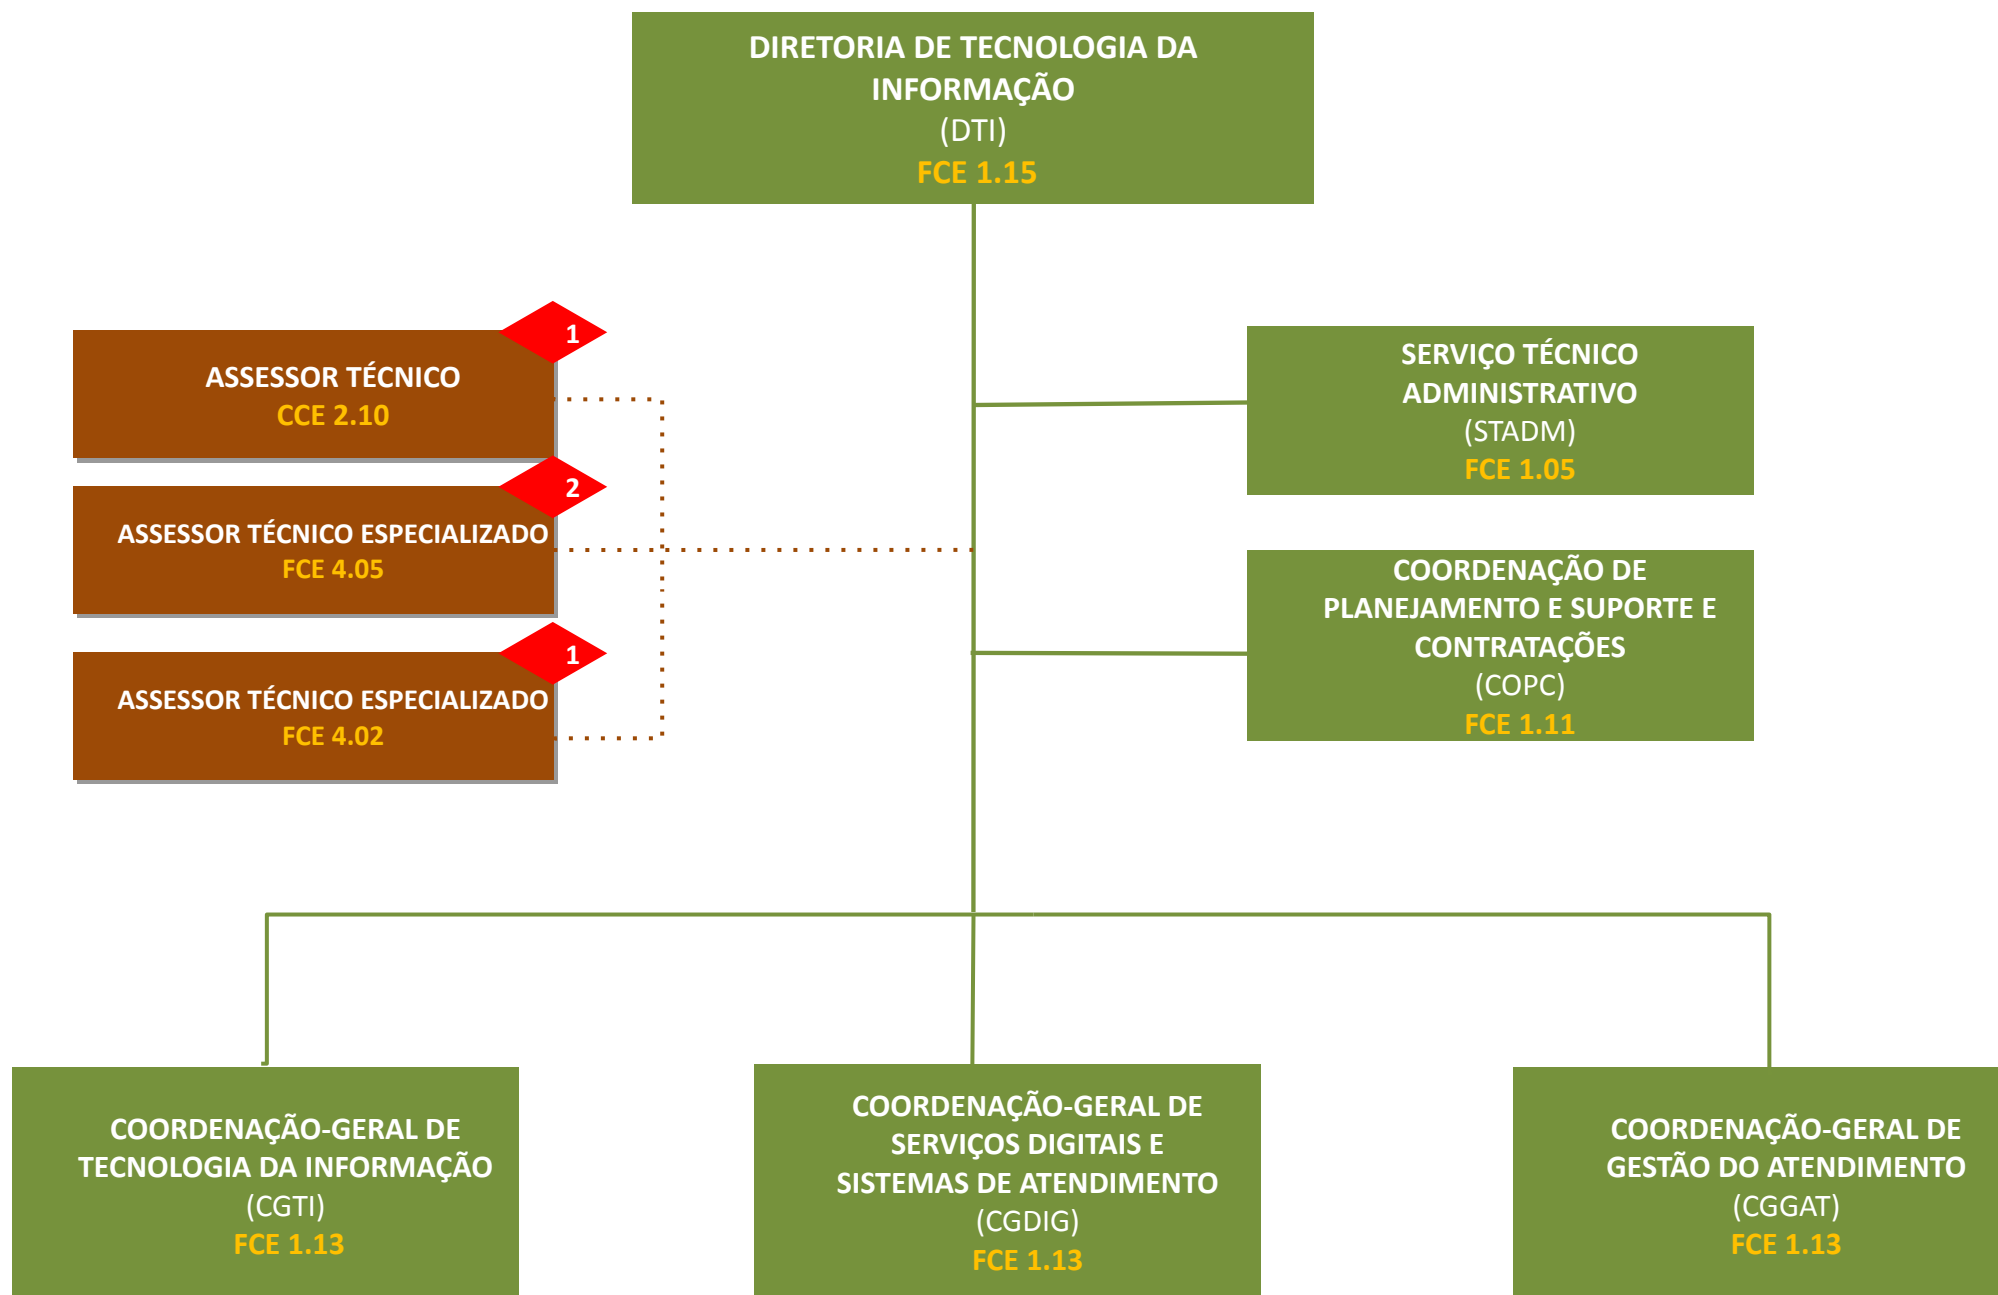 DIRETORIA DE TECNOLOGIA DA
INFORMAÇÃO
(DTI)
FCE 1.15
1
ASSESSOR TÉCNICO
CCE 2.10
2
ASSESSOR TÉCNICO ESPECIALIZADO
FCE 4.05
1
ASSESSOR TÉCNICO ESPECIALIZADO
FCE 4.02
SERVIÇO TÉCNICO
ADMINISTRATIVO
(STADM)
FCE 1.05
COORDENAÇÃO DE
PLANEJAMENTO E SUPORTE E
CONTRATAÇÕES
(COPC)
FCE 1.11
COORDENAÇÃO-GERAL DE
TECNOLOGIA DA INFORMAÇÃO
(CGTI)
FCE 1.13
COORDENAÇÃO-GERAL DE
SERVIÇOS DIGITAIS E
SISTEMAS DE ATENDIMENTO
(CGDIG)
FCE 1.13
COORDENAÇÃO-GERAL DE
GESTÃO DO ATENDIMENTO
(CGGAT)
FCE 1.13